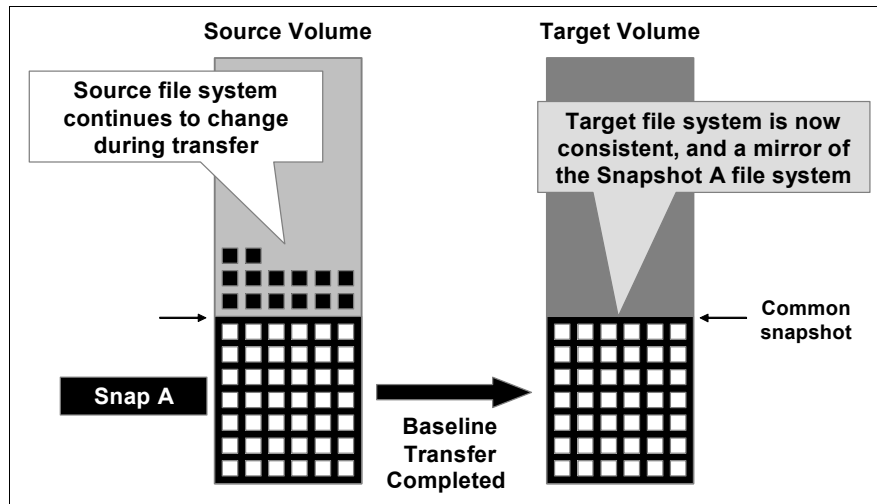 Source Volume
Target Volume
Source file system
continues to change
during transfer
Target file system is now
consistent, and a mirror of
the Snapshot A file system
Common
snapshot
Snap A
Baseline
Transfer
Completed